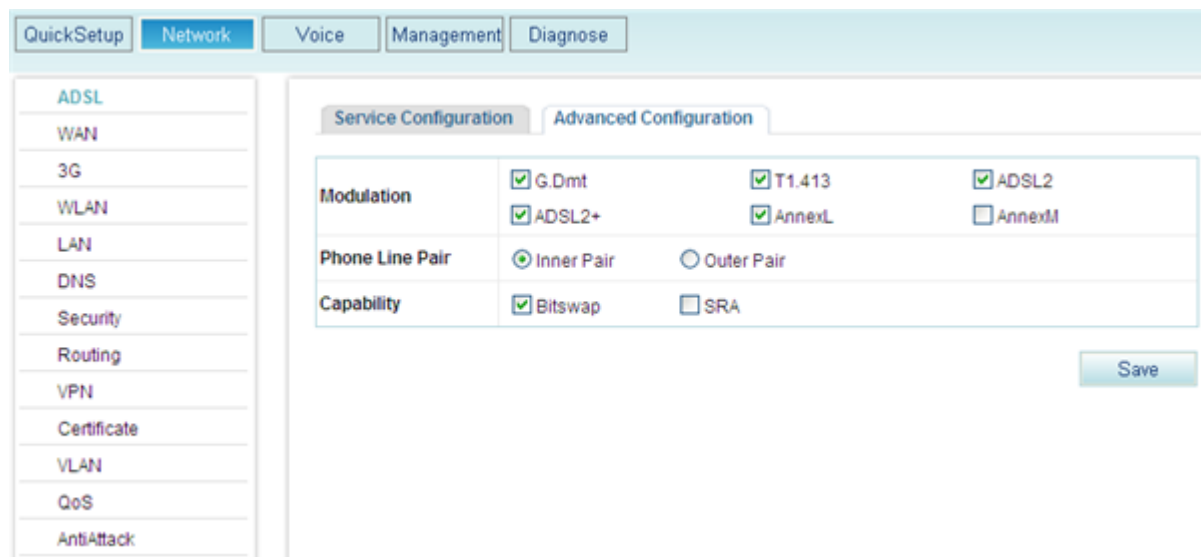 QuickSetup Network Voice Management Diagnose
ADSL
WAN
3G
WLAN
LAN
DNS
Security
Routing
VPN
Certificate
VLAN
QoS
AntiAttack
Service Configuration Advanced Configuration
Modulation G.Dmt T1.413 ADSL2
ADSL2+ AnnexL AnnexM
Phone Line Pair Inner Pair Outer Pair
Capability Bitswap SRA
Save